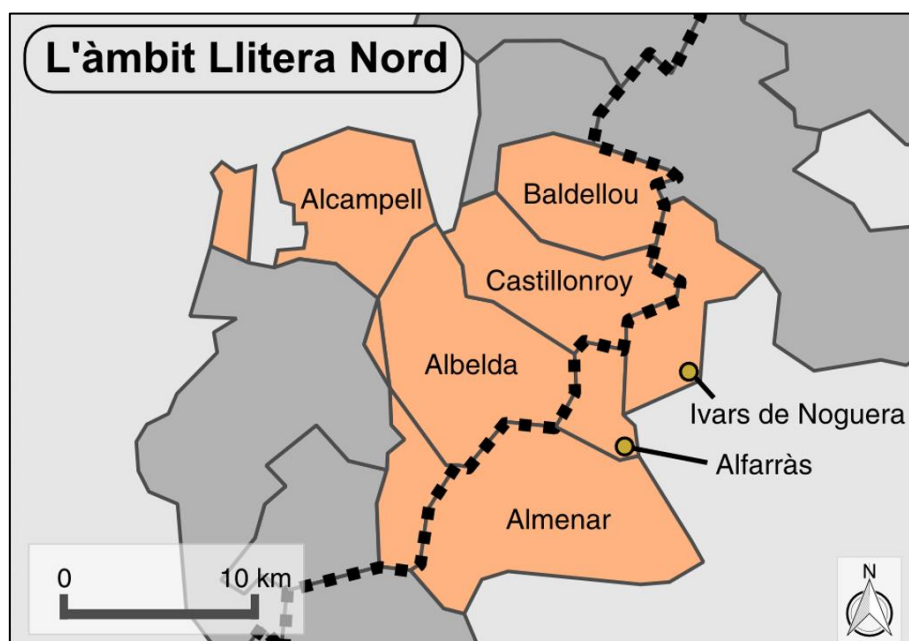 L'àmbit Llitera Nord
Alcampell
Baldellou
Castillonroy
Albelda
Ivars de Noguera
Alfarràs
Almenar
0 10 km
N